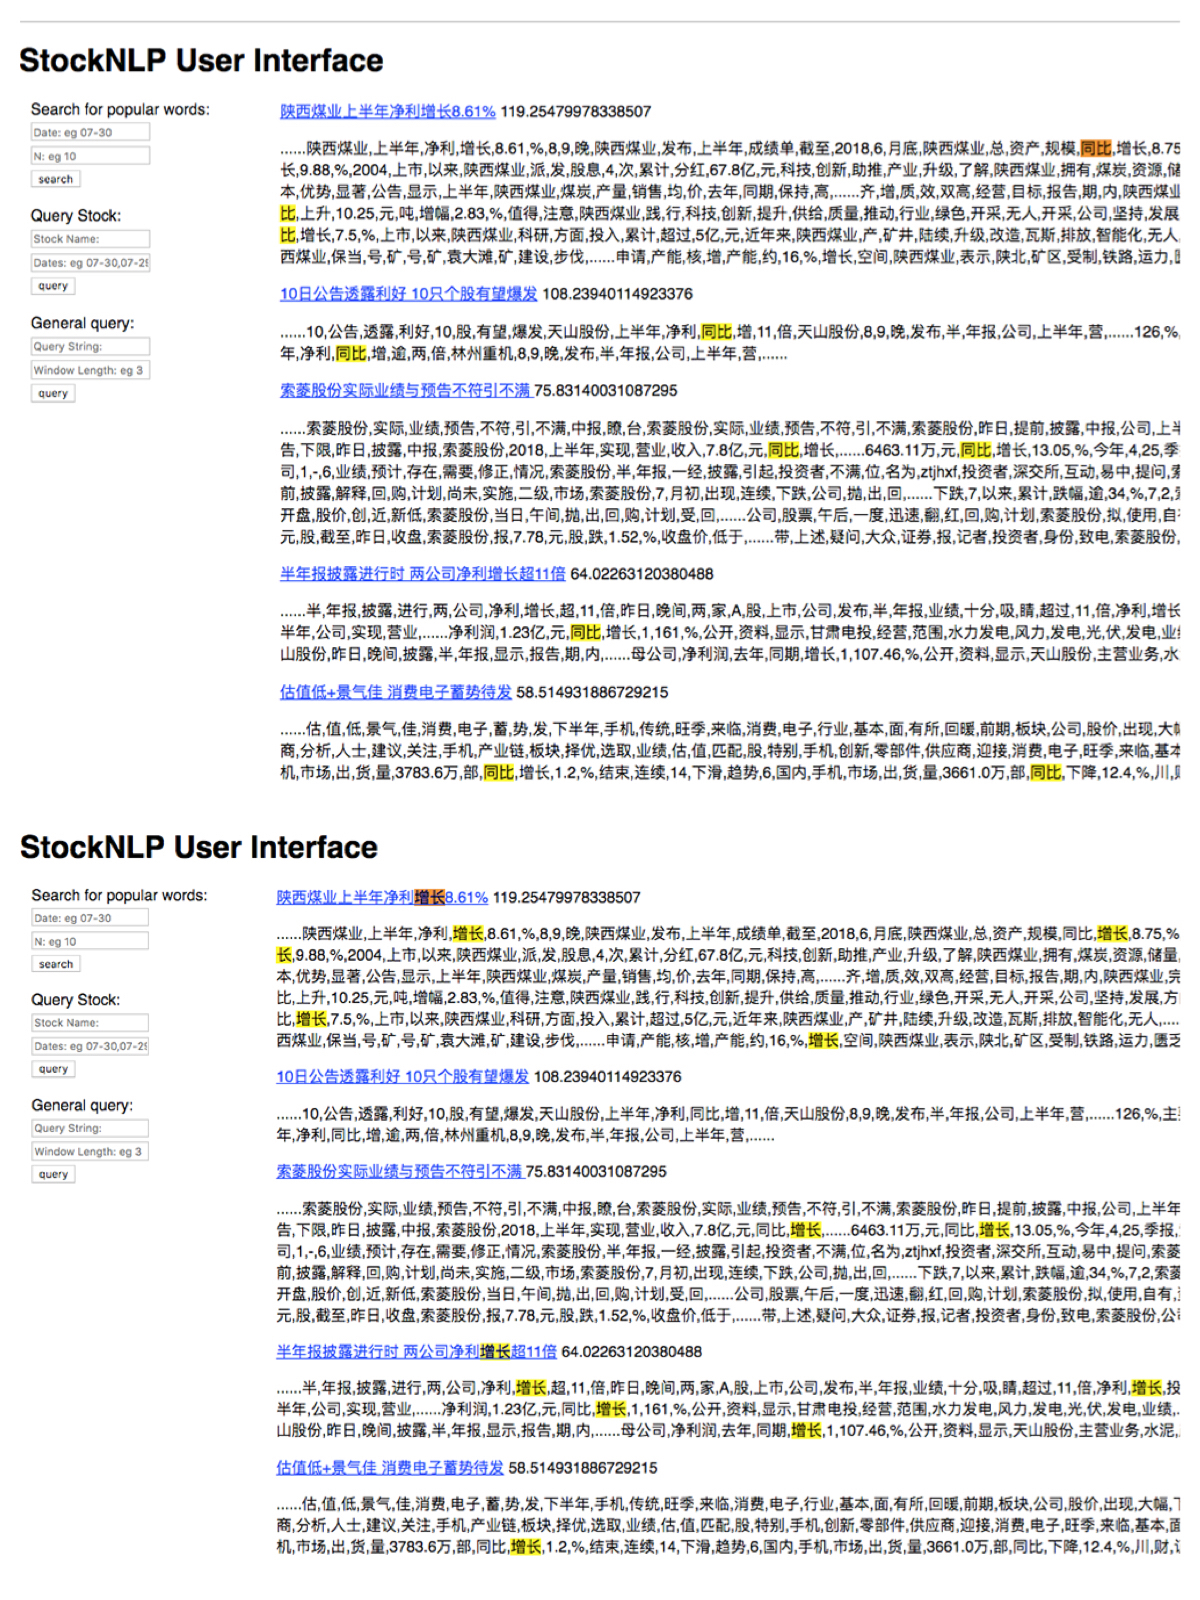 StockNLP User Interface
Search for popular words:
Date: eg 07-30
N: eg 10
search
Query Stock:
Stock Name:
Dates: eg 07-30,07-29
query
General query:
Query String:
Window Length: eg 3
query
陕西煤业上半年净利增长8.61% 119.25479978338507
......陕西煤业,上半年,净利,增长,8.61,%,8,9,晚,陕西煤业,发布,上半年,成绩单,截至,2018,6,月底,陕西煤业,总,资产,规模,同比,增长,8.75
长,9.88,%,2004,上市,以来,陕西煤业,派,发,股息,4,次,累计,分红,67.8亿,元,科技,创新,助推,产业,升级,了解,陕西煤业,拥有,煤炭,资源,储
本,优势,显著,公告,显示,上半年,陕西煤业,煤炭,产量,销售,均,价,去年,同期,保持,高,......齐,增,质,效,双高,经营,目标,报告,期,内,陕西煤业
比,上升,10.25,元,吨,增幅,2.83,%,值得,注意,陕西煤业,践,行,科技,创新,提升,供给,质量,推动,行业,绿色,开采,无人,开采,公司,坚持,发展
比,增长,7.5,%,上市,以来,陕西煤业,科研,方面,投入,累计,超过,5亿,元,近年来,陕西煤业,产,矿井,陆续,升级,改造,瓦斯,排放,智能化,无人
西煤业,保当,号,矿,号,矿,袁大滩,矿,建设,步伐,......申请,产能,核,增,产能,约,16,%,增长,空间,陕西煤业,表示,陕北,矿区,受制,铁路,运力,
10日公告透露利好 10只个股有望爆发 108.23940114923376
......10,公告,透露,利好,10,股,有望,爆发,天山股份,上半年,净利,同比,增,11,倍,天山股份,8,9,晚,发布,半,年报,公司,上半年,营,......126,%,
年,净利,同比,增,逾,两,倍,林州重机,8,9,晚,发布,半,年报,公司,上半年,营,......
索菱股份实际业绩与预告不符引不满 75.83140031087295
......索菱股份,实际,业绩,预告,不符,引,不满,中报,瞭,台,索菱股份,实际,业绩,预告,不符,引,不满,索菱股份,昨日,提前,披露,中报,公司,上半
告,下限,昨日,披露,中报,索菱股份,2018,上半年,实现,营业,收入,7.8亿,元,同比,增长,......6463.11万,元,同比,增长,13.05,%,今年,4,25,季
司,1,-,6,业绩,预计,存在,需要,修正,情况,索菱股份,半,年报,一经,披露,引起,投资者,不满,位,名为,ztjhxf,投资者,深交所,互动,易中,提问,索
前,披露,解释,回,购,计划,尚未,实施,二级,市场,索菱股份,7,月初,出现,连续,下跌,公司,抛,出,回,......下跌,7,以来,累计,跌幅,逾,34,%,7,2,
开盘,股价,创,近,新低,索菱股份,当日,午间,抛,出,回,购,计划,受,回,......公司,股票,午后,一度,迅速,翻,红,回,购,计划,索菱股份,拟,使用,自
元,股,截至,昨日,收盘,索菱股份,报,7.78,元,股,跌,1.52,%,收盘价,低于,......带,上述,疑问,大众,证券,报,记者,投资者,身份,致电,索菱股份,
半年报披露进行时 两公司净利增长超11倍 64.02263120380488
......半,年报,披露,进行,两,公司,净利,增长,超,11,倍,昨日,晚间,两,家,A,股,上市,公司,发布,半,年报,业绩,十分,吸,睛,超过,11,倍,净利,增长
半年,公司,实现,营业,......净利润,1.23亿,元,同比,增长,1,161,%,公开,资料,显示,甘肃电投,经营,范围,水力发电,风力,发电,光,伏,发电,业
山股份,昨日,晚间,披露,半,年报,显示,报告,期,内,......母公司,净利润,去年,同期,增长,1,107.46,%,公开,资料,显示,天山股份,主营业务,水
估值低+景气佳 消费电子蓄势待发 58.514931886729215
......估,值,低,景气,佳,消费,电子,蓄,势,发,下半年,手机,传统,旺季,来临,消费,电子,行业,基本,面,有所,回暖,前期,板块,公司,股价,出现,大幅
商,分析,人士,建议,关注,手机,产业链,板块,择优,选取,业绩,估,值,匹配,股,特别,手机,创新,零部件,供应商,迎接,消费,电子,旺季,来临,基本
机,市场,出,货,量,3783.6万,部,同比,增长,1.2,%,结束,连续,14,下滑,趋势,6,国内,手机,市场,出,货,量,3661.0万,部,同比,下降,12.4,%,川,
StockNLP User Interface
Search for popular words:
Date: eg 07-30
N: eg 10
search
Query Stock:
Stock Name:
Dates: eg 07-30,07-29
query
General query:
Query String:
Window Length: eg 3
query
陕西煤业上半年净利增长8.61% 119.25479978338507
......陕西煤业,上半年,净利,增长,8.61,%,8,9,晚,陕西煤业,发布,上半年,成绩单,截至,2018,6,月底,陕西煤业,总,资产,规模,同比,增长,8.75,%
长,9.88,%,2004,上市,以来,陕西煤业,派,发,股息,4,次,累计,分红,67.8亿,元,科技,创新,助推,产业,升级,了解,陕西煤业,拥有,煤炭,资源,储量
本,优势,显著,公告,显示,上半年,陕西煤业,煤炭,产量,销售,均,价,去年,同期,保持,高,......齐,增,质,效,双高,经营,目标,报告,期,内,陕西煤业,完
比,上升,10.25,元,吨,增幅,2.83,%,值得,注意,陕西煤业,践,行,科技,创新,提升,供给,质量,推动,行业,绿色,开采,无人,开采,公司,坚持,发展,方
比,增长,7.5,%,上市,以来,陕西煤业,科研,方面,投入,累计,超过,5亿,元,近年来,陕西煤业,产,矿井,陆续,升级,改造,瓦斯,排放,智能化,无人,....
西煤业,保当,号,矿,号,矿,袁大滩,矿,建设,步伐,......申请,产能,核,增,产能,约,16,%,增长,空间,陕西煤业,表示,陕北,矿区,受制,铁路,运力,匮乏
10日公告透露利好 10只个股有望爆发 108.23940114923376
......10,公告,透露,利好,10,股,有望,爆发,天山股份,上半年,净利,同比,增,11,倍,天山股份,8,9,晚,发布,半,年报,公司,上半年,营,......126,%,主
年,净利,同比,增,逾,两,倍,林州重机,8,9,晚,发布,半,年报,公司,上半年,营,......
索菱股份实际业绩与预告不符引不满 75.83140031087295
......索菱股份,实际,业绩,预告,不符,引,不满,中报,瞭,台,索菱股份,实际,业绩,预告,不符,引,不满,索菱股份,昨日,提前,披露,中报,公司,上半年
告,下限,昨日,披露,中报,索菱股份,2018,上半年,实现,营业,收入,7.8亿,元,同比,增长,......6463.11万,元,同比,增长,13.05,%,今年,4,25,季报,
司,1,-,6,业绩,预计,存在,需要,修正,情况,索菱股份,半,年报,一经,披露,引起,投资者,不满,位,名为,ztjhxf,投资者,深交所,互动,易中,提问,索菱
前,披露,解释,回,购,计划,尚未,实施,二级,市场,索菱股份,7,月初,出现,连续,下跌,公司,抛,出,回,......下跌,7,以来,累计,跌幅,逾,34,%,7,2,索菱
开盘,股价,创,近,新低,索菱股份,当日,午间,抛,出,回,购,计划,受,回,......公司,股票,午后,一度,迅速,翻,红,回,购,计划,索菱股份,拟,使用,自有,
元,股,截至,昨日,收盘,索菱股份,报,7.78,元,股,跌,1.52,%,收盘价,低于,......带,上述,疑问,大众,证券,报,记者,投资者,身份,致电,索菱股份,公
半年报披露进行时 两公司净利增长超11倍 64.02263120380488
......半,年报,披露,进行,两,公司,净利,增长,超,11,倍,昨日,晚间,两,家,A,股,上市,公司,发布,半,年报,业绩,十分,吸,睛,超过,11,倍,净利,增长,投
半年,公司,实现,营业,......净利润,1.23亿,元,同比,增长,1,161,%,公开,资料,显示,甘肃电投,经营,范围,水力发电,风力,发电,光,伏,发电,业绩,..
山股份,昨日,晚间,披露,半,年报,显示,报告,期,内,......母公司,净利润,去年,同期,增长,1,107.46,%,公开,资料,显示,天山股份,主营业务,水泥,
估值低+景气佳 消费电子蓄势待发 58.514931886729215
......估,值,低,景气,佳,消费,电子,蓄,势,发,下半年,手机,传统,旺季,来临,消费,电子,行业,基本,面,有所,回暖,前期,板块,公司,股价,出现,大幅,下
商,分析,人士,建议,关注,手机,产业链,板块,择优,选取,业绩,估,值,匹配,股,特别,手机,创新,零部件,供应商,迎接,消费,电子,旺季,来临,基本,面
机,市场,出,货,量,3783.6万,部,同比,增长,1.2,%,结束,连续,14,下滑,趋势,6,国内,手机,市场,出,货,量,3661.0万,部,同比,下降,12.4,%,川,财,